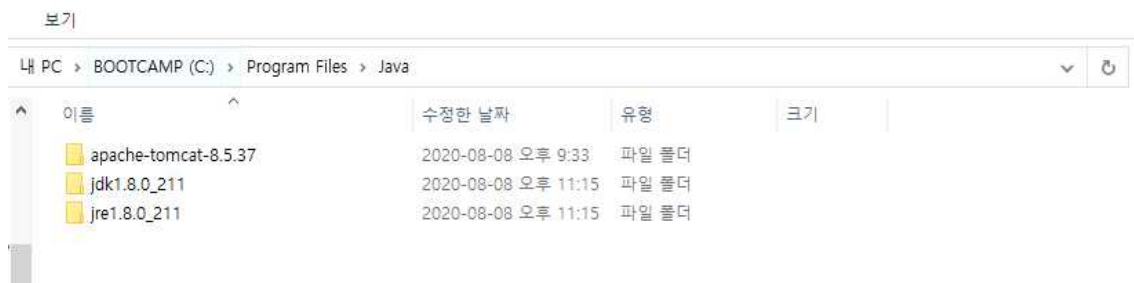 보기
내 PC > BOOTCAMP (C:) > Program Files > Java
이름 수정한 날짜 유형 크기
apache-tomcat-8.5.37 2020-08-08 오후 9:33 파일 폴더
jdk1.8.0_211 2020-08-08 오후 11:15 파일 폴더
jre1.8.0_211 2020-08-08 오후 11:15 파일 폴더